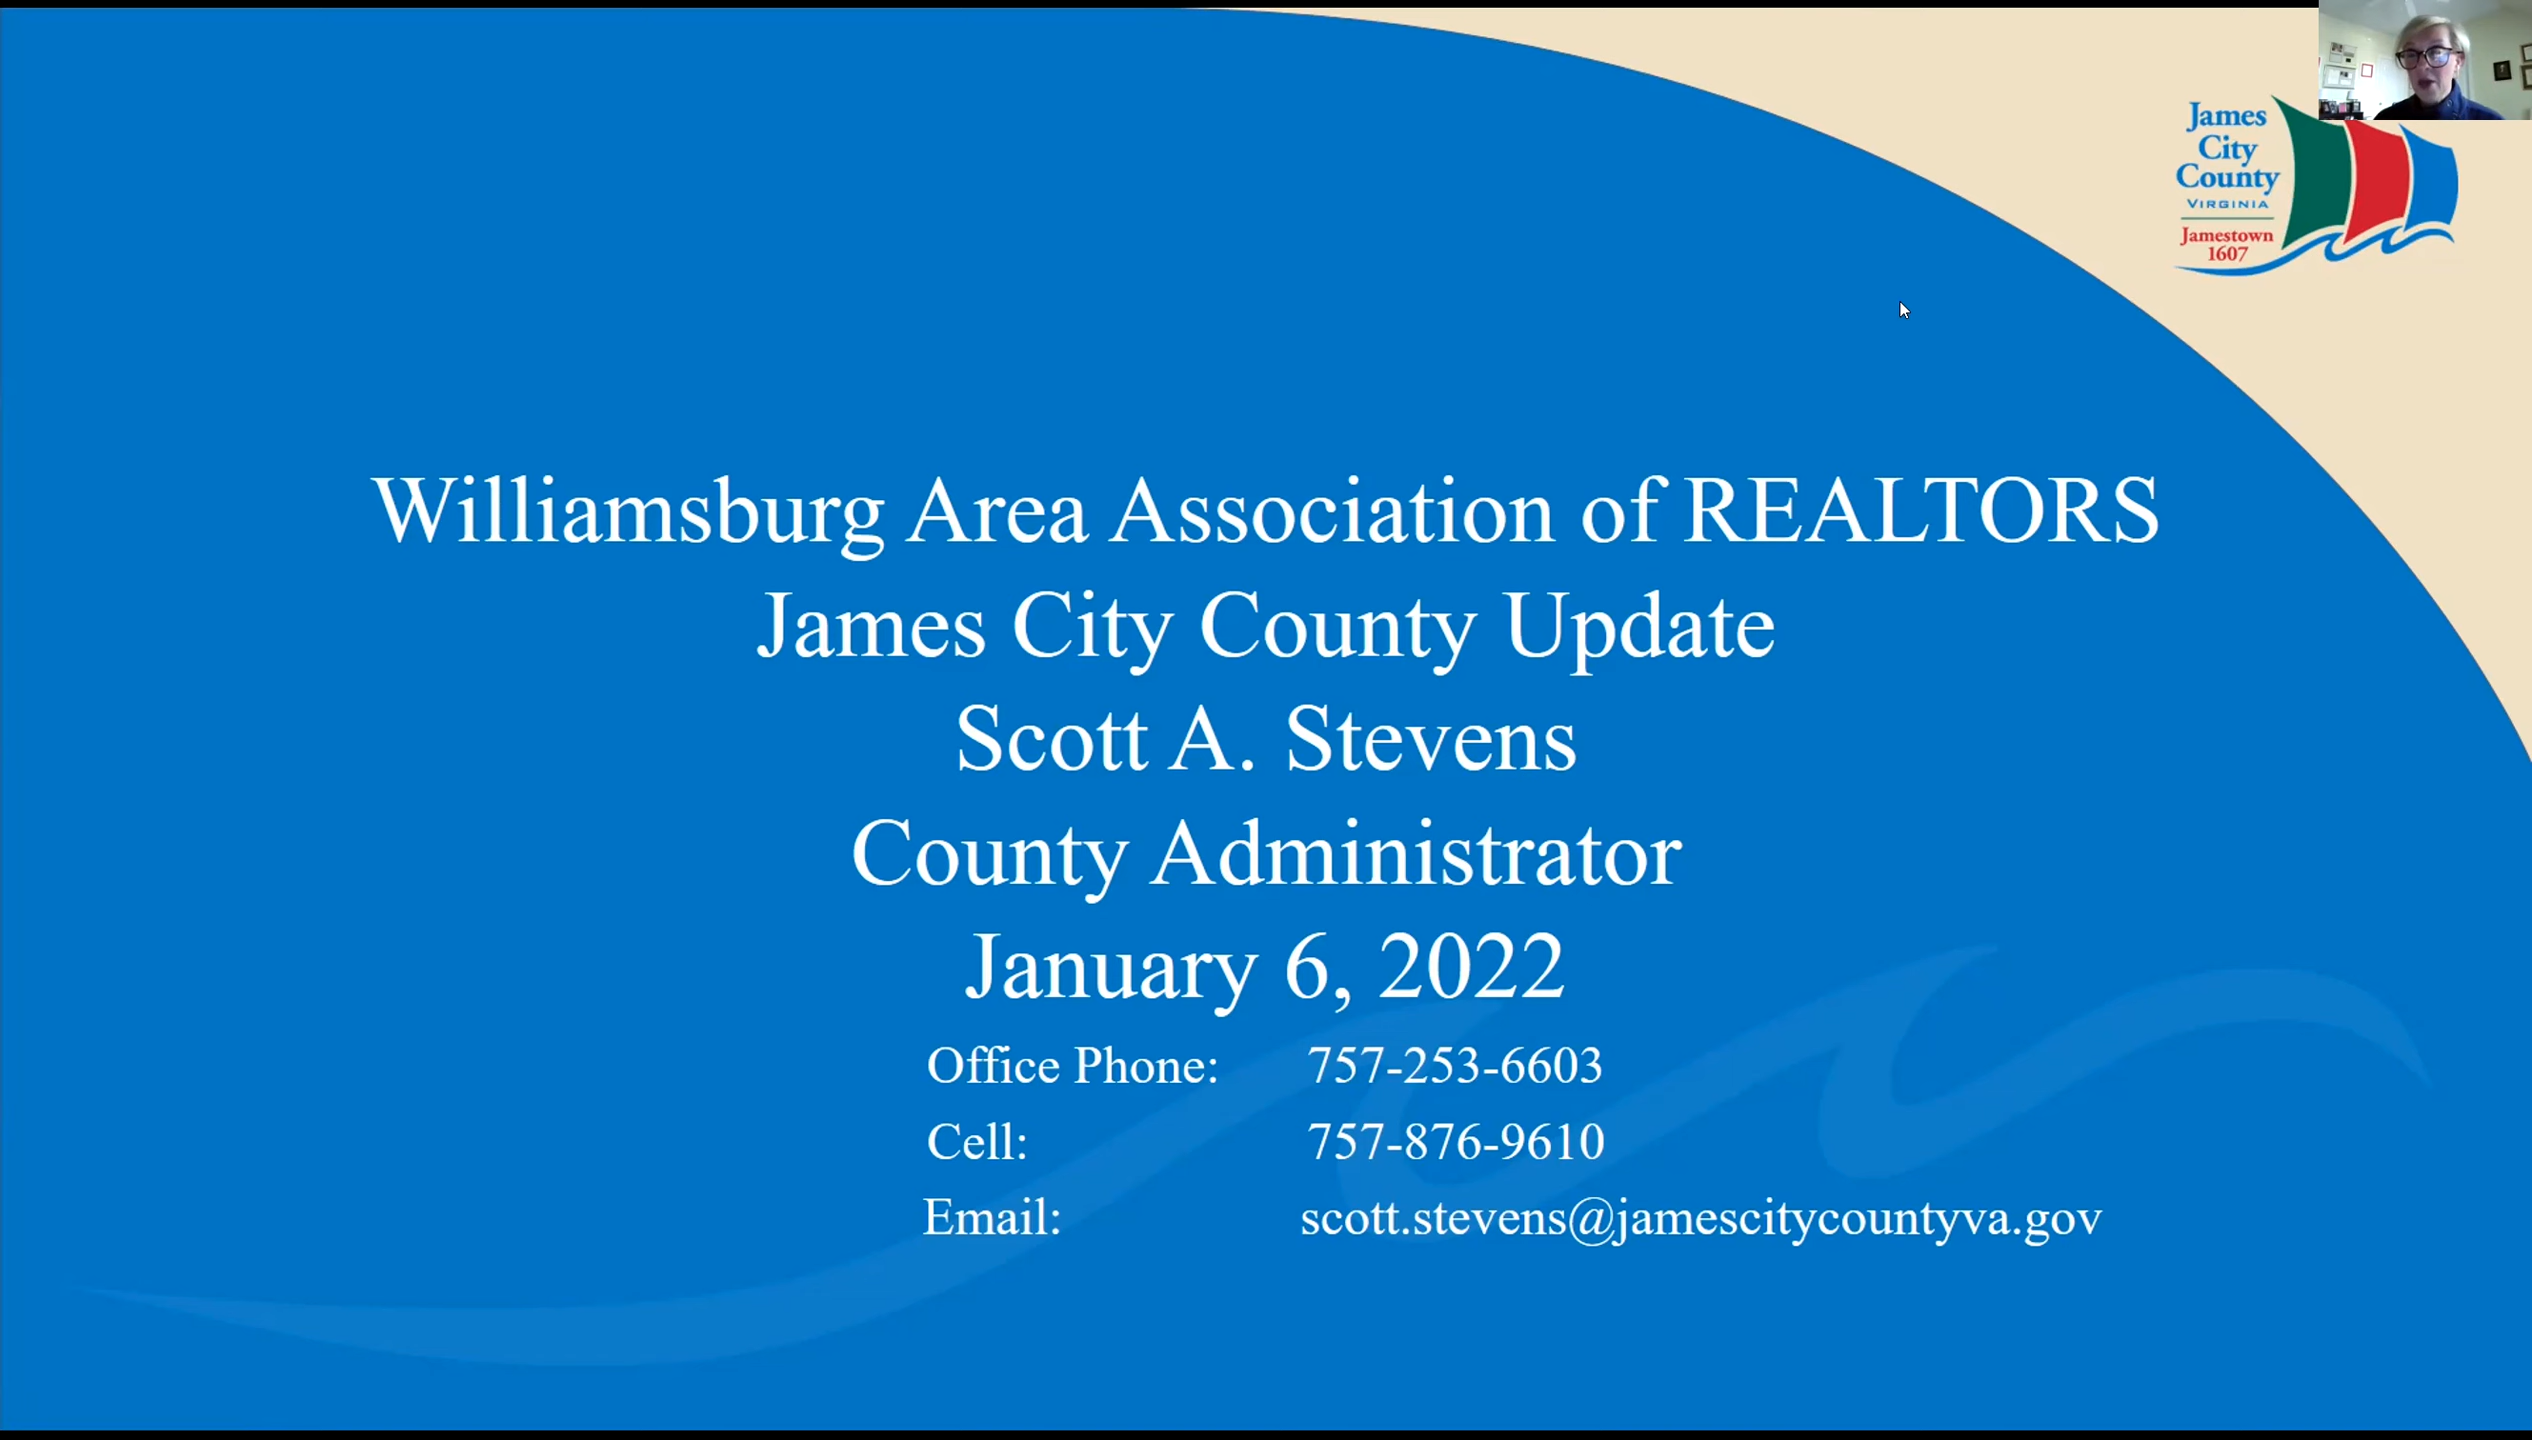 James
City
County
VIRGINIA
Jamestown
1607
Williamsburg Area Association of REALTORS
James City County Update
Scott A. Stevens
County Administrator
January 6, 2022
Office Phone: 757-253-6603
Cell: 757-876-9610
Email: scott.stevens@jamescitycountyva.gov